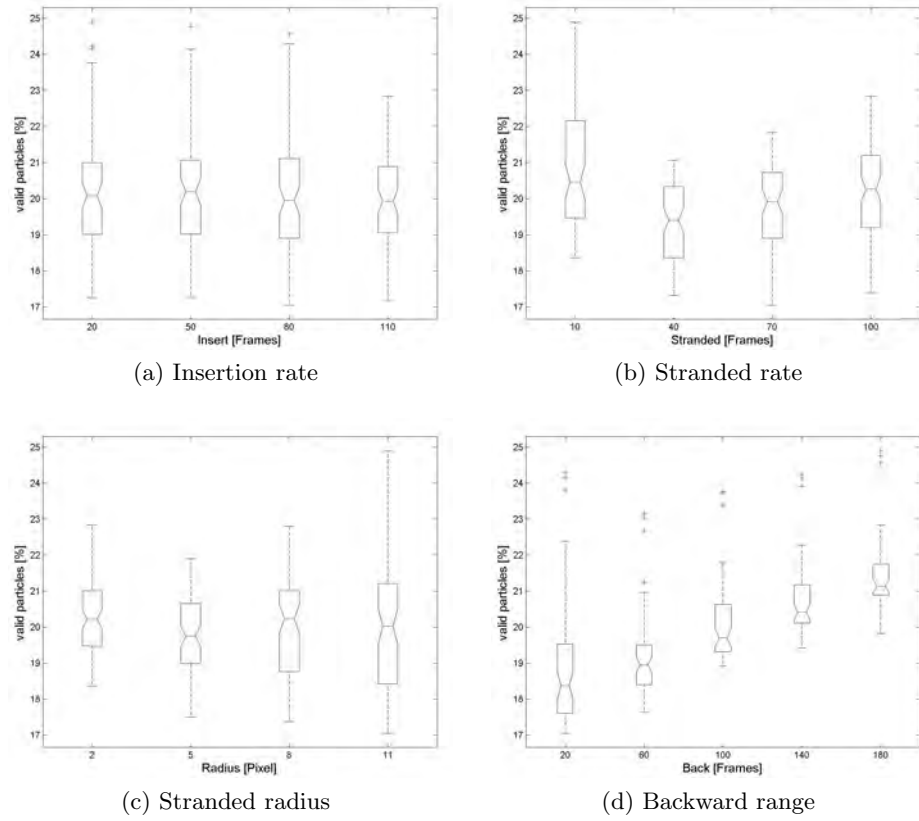 25
24
23
22
21
20
19
18
17
valid particles [%]
20 50 80 110
Insert [Frames]
(a) Insertion rate
25
24
23
22
21
20
19
18
17
valid particles [%]
10 40 70 100
Stranded [Frames]
(b) Stranded rate
25
24
23
22
21
20
19
18
17
valid particles [%]
2 5 8 11
Radius [Pixel]
(c) Stranded radius
25
24
23
22
21
20
19
18
17
valid particles [%]
20 60 100 140 180
Back [Frames]
(d) Backward range